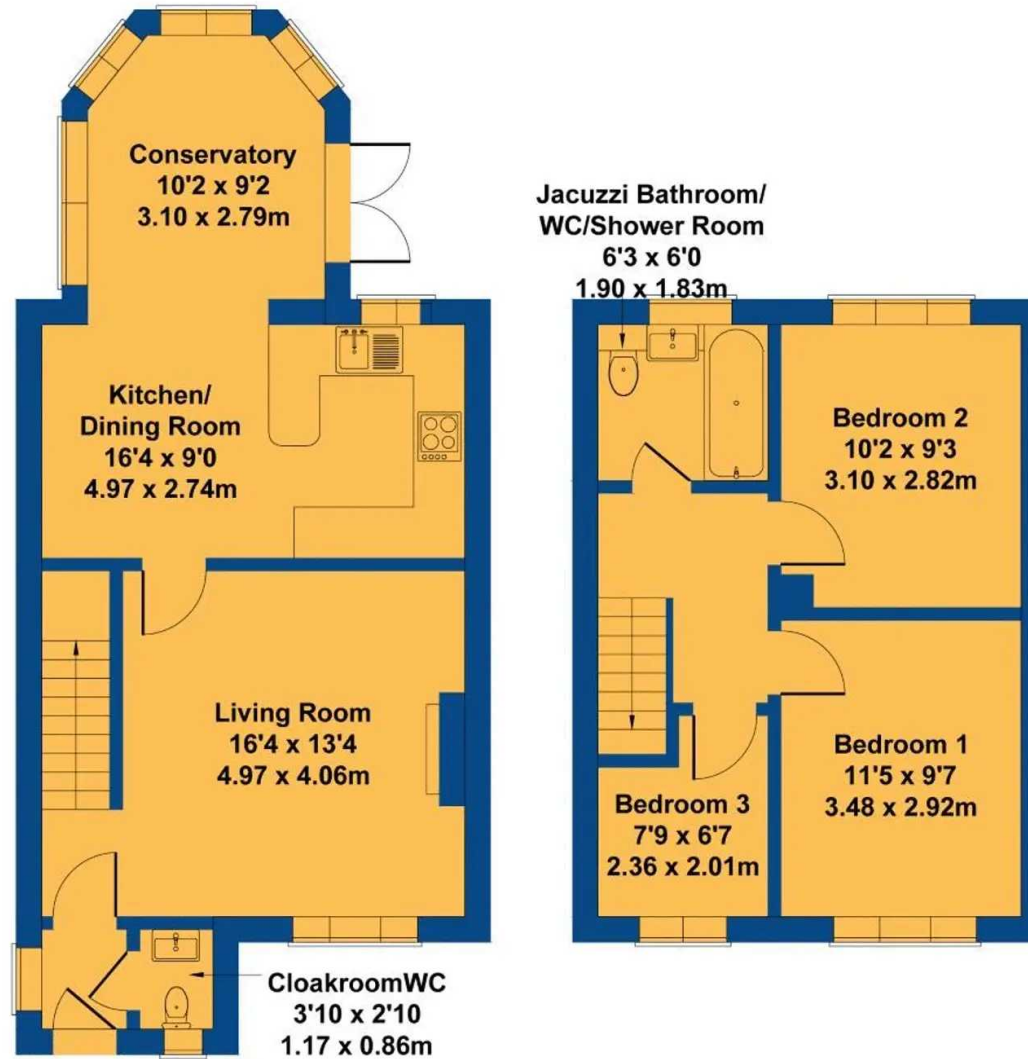 Conservatory
10'2 x 9'2
3.10 x 2.79m
Kitchen/
Dining Room
16'4 x 9'0
4.97 x 2.74m
Living Room
16'4 x 13'4
4.97 x 4.06m
CloakroomWC
3'10 x 2'10
1.17 x 0.86m
Jacuzzi Bathroom/
WC/Shower Room
6'3 x 6'0
1.90 x 1.83m
Bedroom 2
10'2 x 9'3
3.10 x 2.82m
Bedroom 1
11'5 x 9'7
3.48 x 2.92m
Bedroom 3
7'9 x 6'7
2.36 x 2.01m